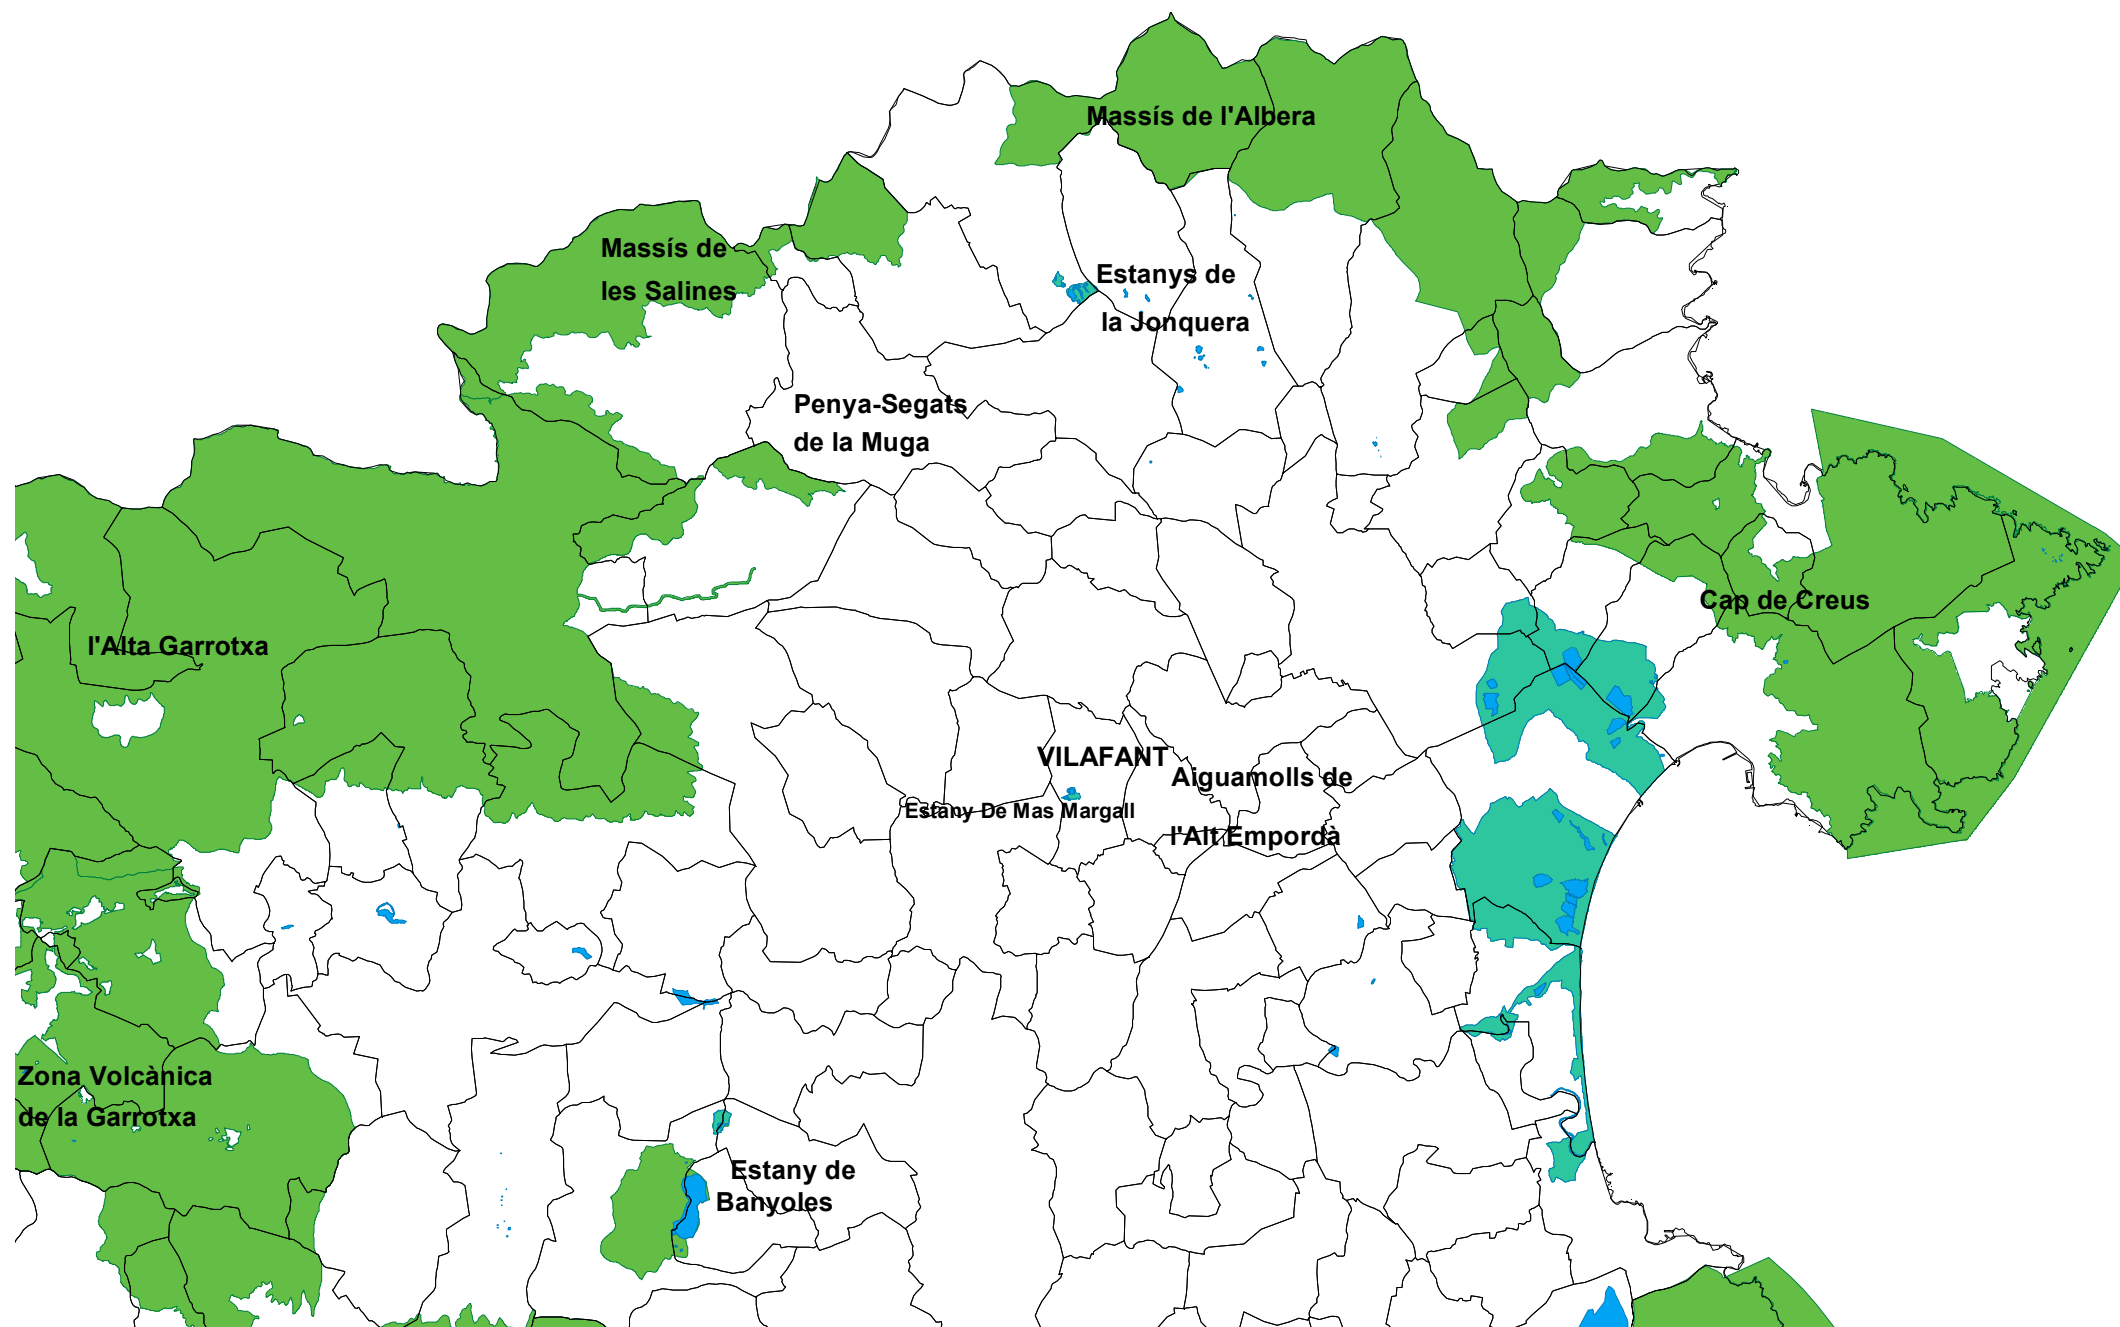 Massís de l'Albera
Massís de
les Salines
Estanys de
la Jonquera
Penya-Segats
de la Muga
Cap de Creus
l'Alta Garrotxa
VILAFANT
Aiguamolls de
l'Alt Empordà
Estany De Mas Margall
Zona Volcànica
de la Garrotxa
Estany de
Banyoles